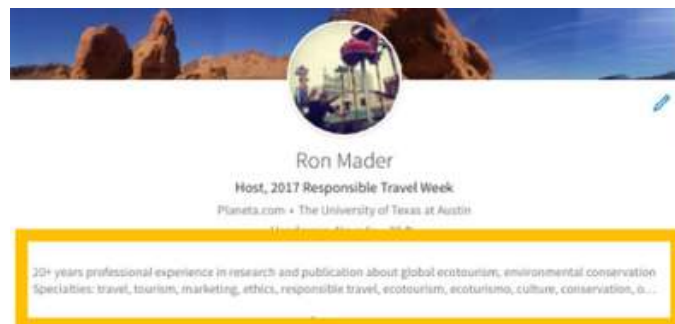 Ron Mader
Host, 2017 Responsible Travel Week
Planeta.com • The University of Texas at Austin
20+ years professional experience in research and publication about global ecotourism, environmental conservation
Specialties: travel, tourism, marketing, ethics, responsible travel, ecotourism, ecoturismo, culture, conservation, o...